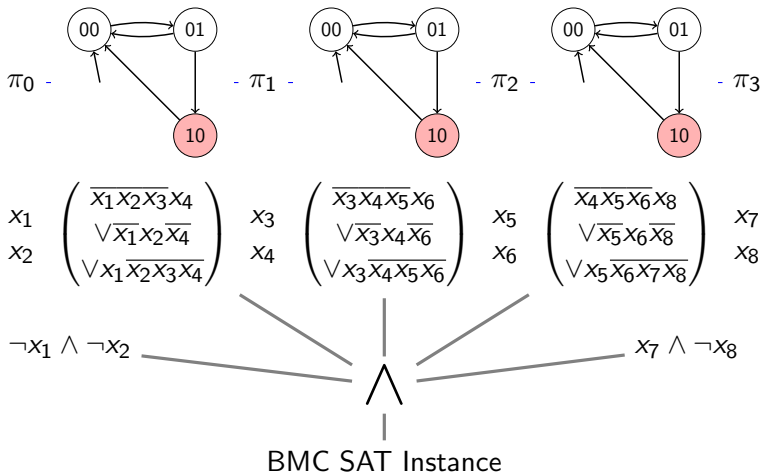 00 01 00 01 00 01
π₀ - - π₁ - - π₂ - - π₃
10 10 10
x̅₁x̅₂x̅₃x₄ x̅₃x̅₄x̅₅x₆ x̅₄x̅₅x̅₆x₈
x₁ x₃ x₅ x₇
∨x̅₁x₂x̅₄ ∨x̅₃x₄x̅₆ ∨x̅₅x₆x̅₈
x₂ x₄ x₆ x₈
∨x₁x̅₂x̅₃x̅₄ ∨x₃x̅₄x̅₅x̅₆ ∨x₅x̅₆x̅₇x̅₈
¬x₁ ∧ ¬x₂ x₇ ∧ ¬x₈
⋀
BMC SAT Instance